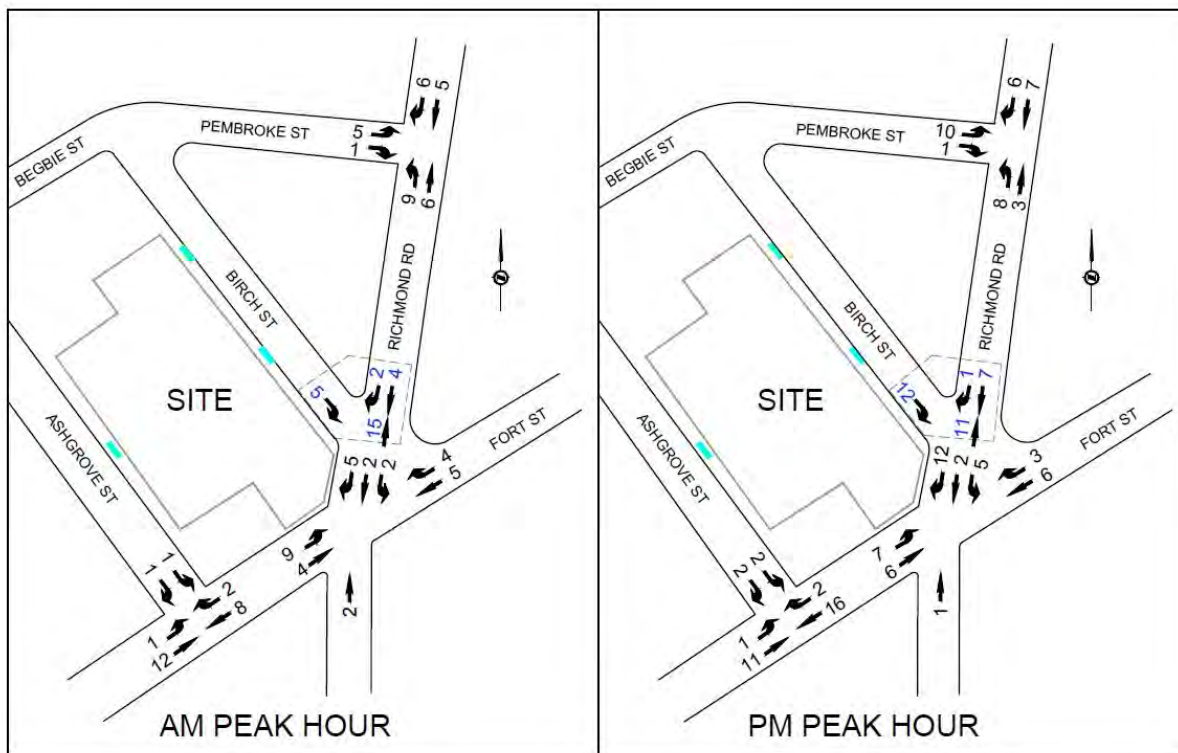 6 5
PEMBROKE ST
5
1
BEGBIE ST
9 6
RICHMOND RD
BIRCH ST
SITE
2 4
5
15
FORT ST
ASHGROVE ST
5 2 2
4
5
9
4
1
1
2
8
2
1
12
AM PEAK HOUR
6 7
PEMBROKE ST
10
1
BEGBIE ST
8 3
RICHMOND RD
BIRCH ST
SITE
1 7
12
11
FORT ST
ASHGROVE ST
12 2 5
3
6
7
6
2
2
2
16
1
1
11
PM PEAK HOUR